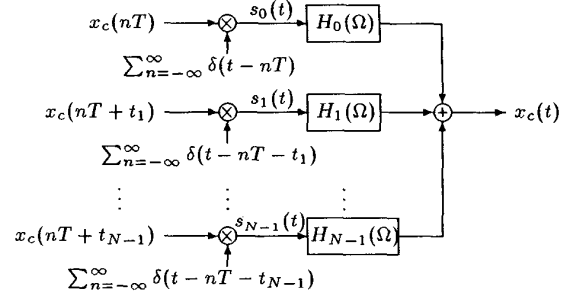 x_c(nT) s_0(t) H_0(Ω)
∑_{n=−∞}^{∞} δ(t − nT)
x_c(nT + t_1) s_1(t) H_1(Ω) x_c(t)
∑_{n=−∞}^{∞} δ(t − nT − t_1)
x_c(nT + t_{N−1}) s_{N−1}(t) H_{N−1}(Ω)
∑_{n=−∞}^{∞} δ(t − nT − t_{N−1})